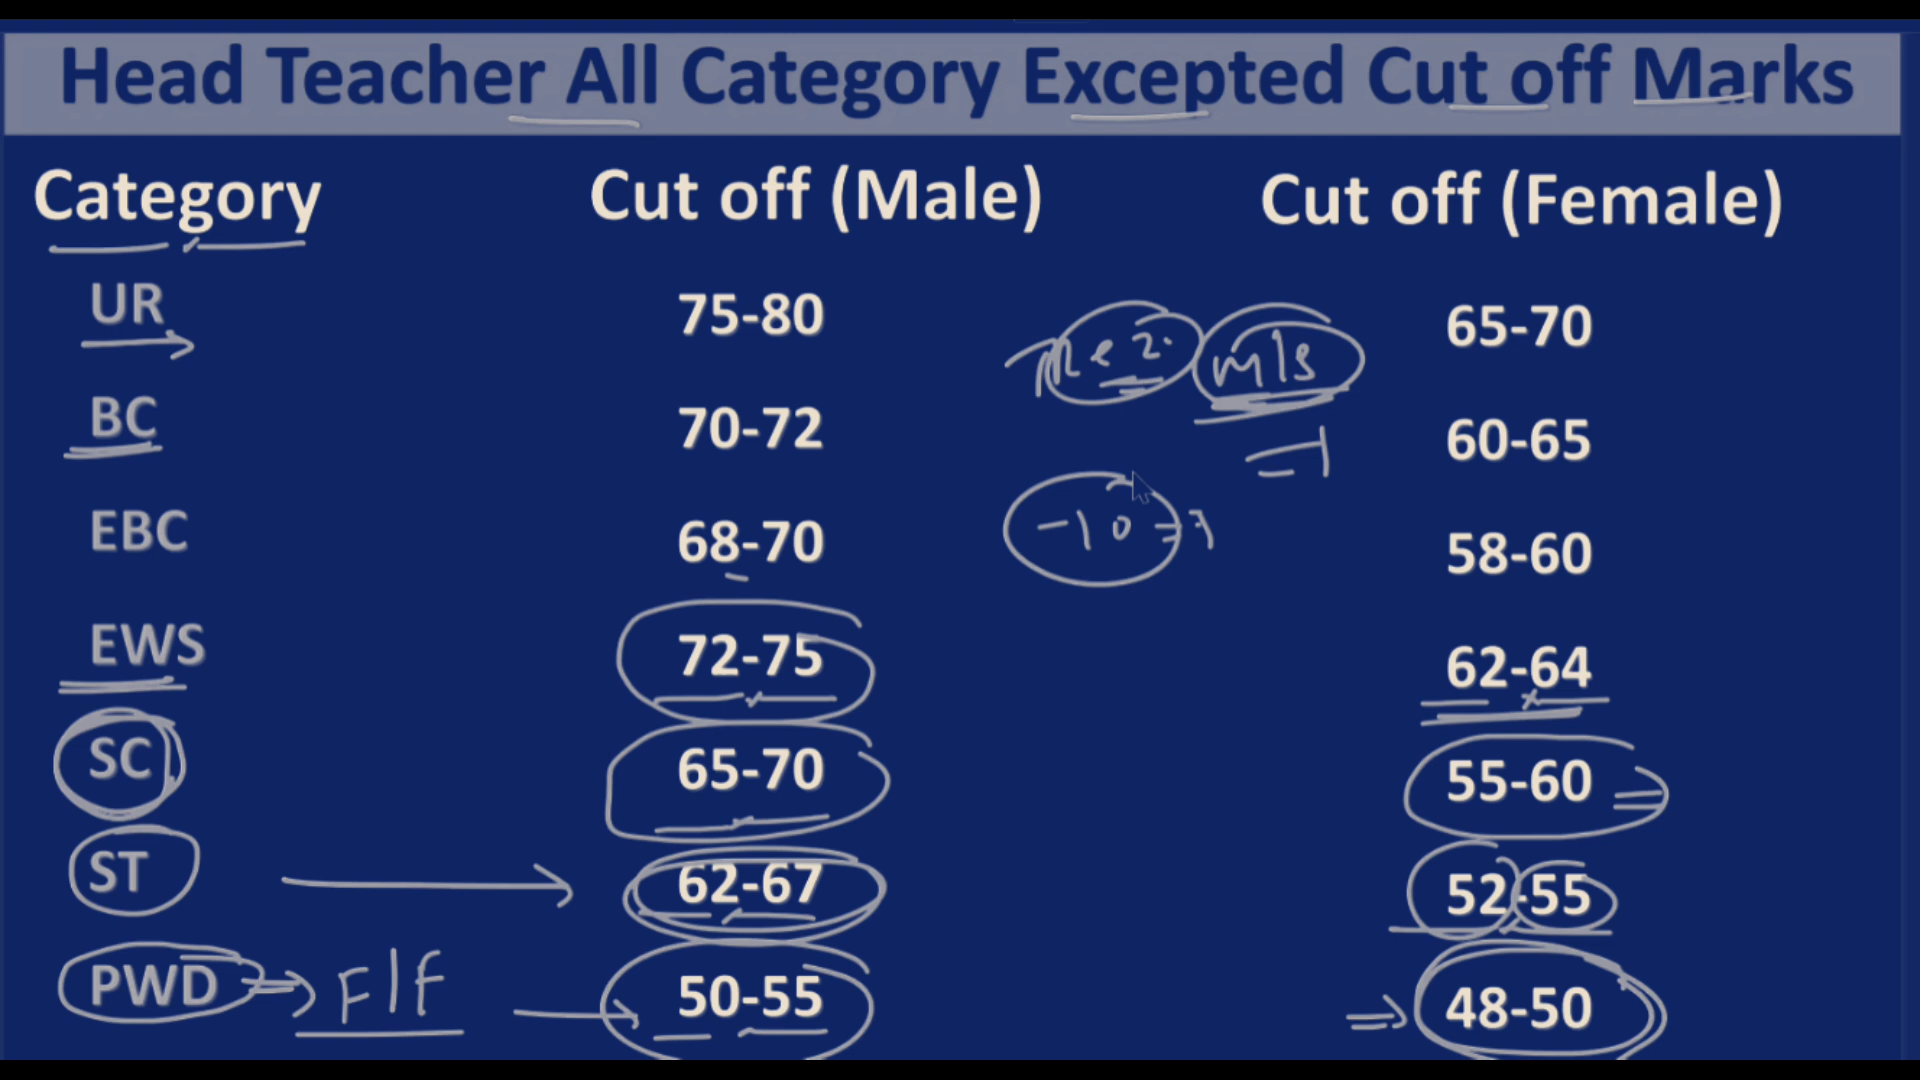 Head Teacher All Category Excepted Cut off Marks
Category Cut off (Male) Cut off (Female)
UR 75-80 65-70
BC 70-72 60-65
EBC 68-70 58-60
EWS 72-75 62-64
SC 65-70 55-60
ST 62-67 52-55
PWD F/F 50-55 48-50
-10